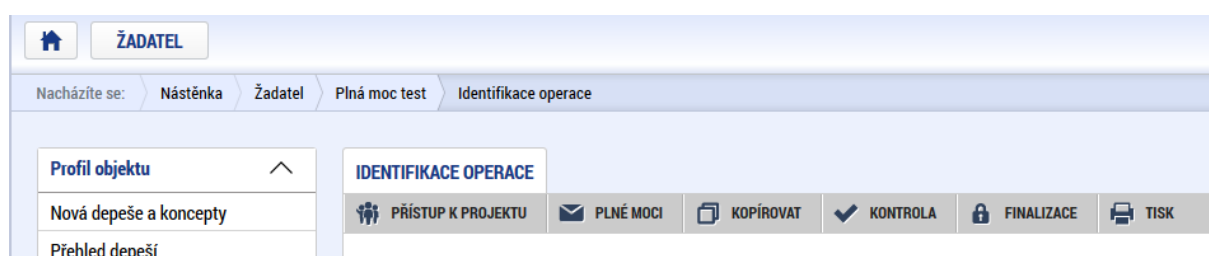 ŽADATEL
Nacházíte se: Nástěnka Žadatel Plná moc test Identifikace operace
Profil objektu
IDENTIFIKACE OPERACE
Nová depeše a koncepty
PŘÍSTUP K PROJEKTU PLNÉ MOCI KOPÍROVAT KONTROLA FINALIZACE TISK
Přehled depeší